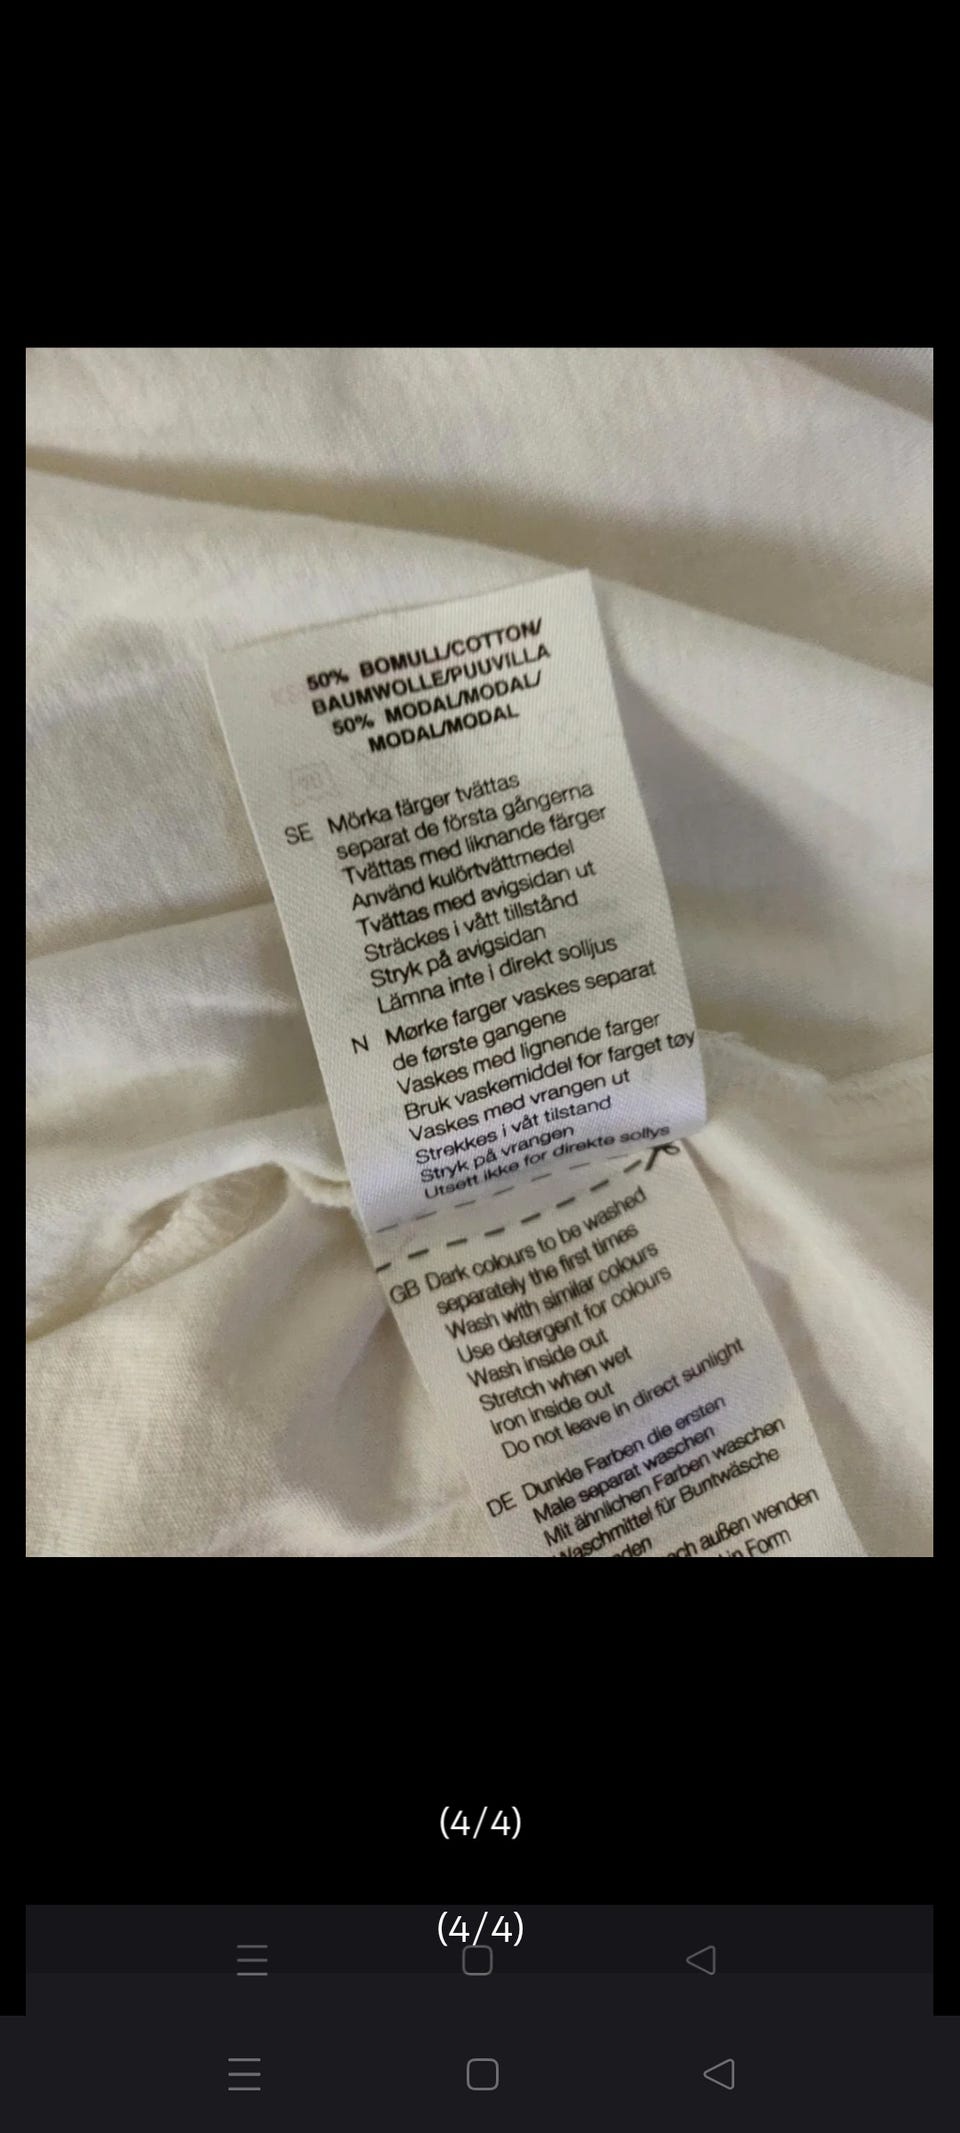 50% BOMULL/COTTON/
BAUMWOLLE/PUUVILLA
50% MODAL/MODAL/
MODAL/MODAL
SE Mörka färger tvättas
separat de första gångerna
Tvättas med liknande färger
Använd kulörtvättmedel
Tvättas med avigsidan ut
Sträckes i vått tillstånd
Stryk på avigsidan
Lämna inte i direkt solljus
N Mørke farger vaskes separat
de første gangene
Vaskes med lignende farger
Bruk vaskemiddel for farget tøy
Vaskes med vrangen ut
Strekkes i våt tilstand
Stryk på vrangen
Utsett ikke for direkte sollys
GB Dark colours to be washed
separately the first times
Wash with similar colours
Use detergent for colours
Wash inside out
Stretch when wet
Iron inside out
Do not leave in direct sunlight
DE Dunkle Farben die ersten
Male separat waschen
Mit ähnlichen Farben waschen
Waschmittel für Buntwäsche
außen wenden
in Form
(4/4)
(4/4)